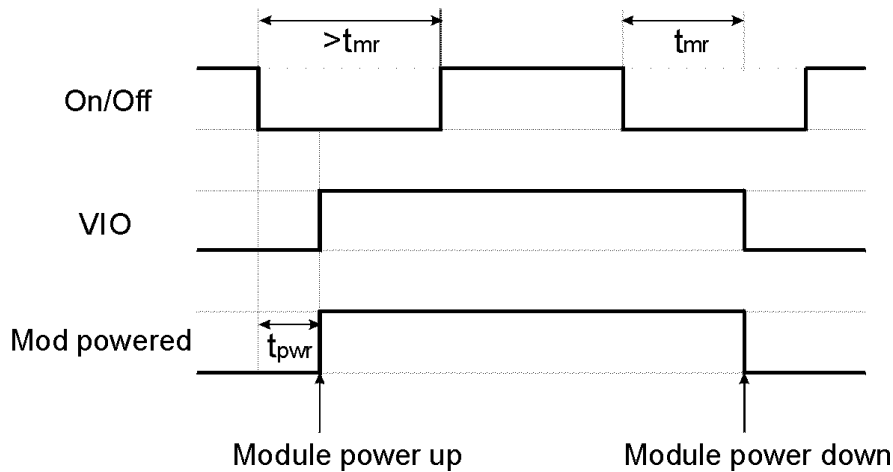 >tmr
tmr
On/Off
VIO
Mod powered
tpwr
Module power up
Module power down